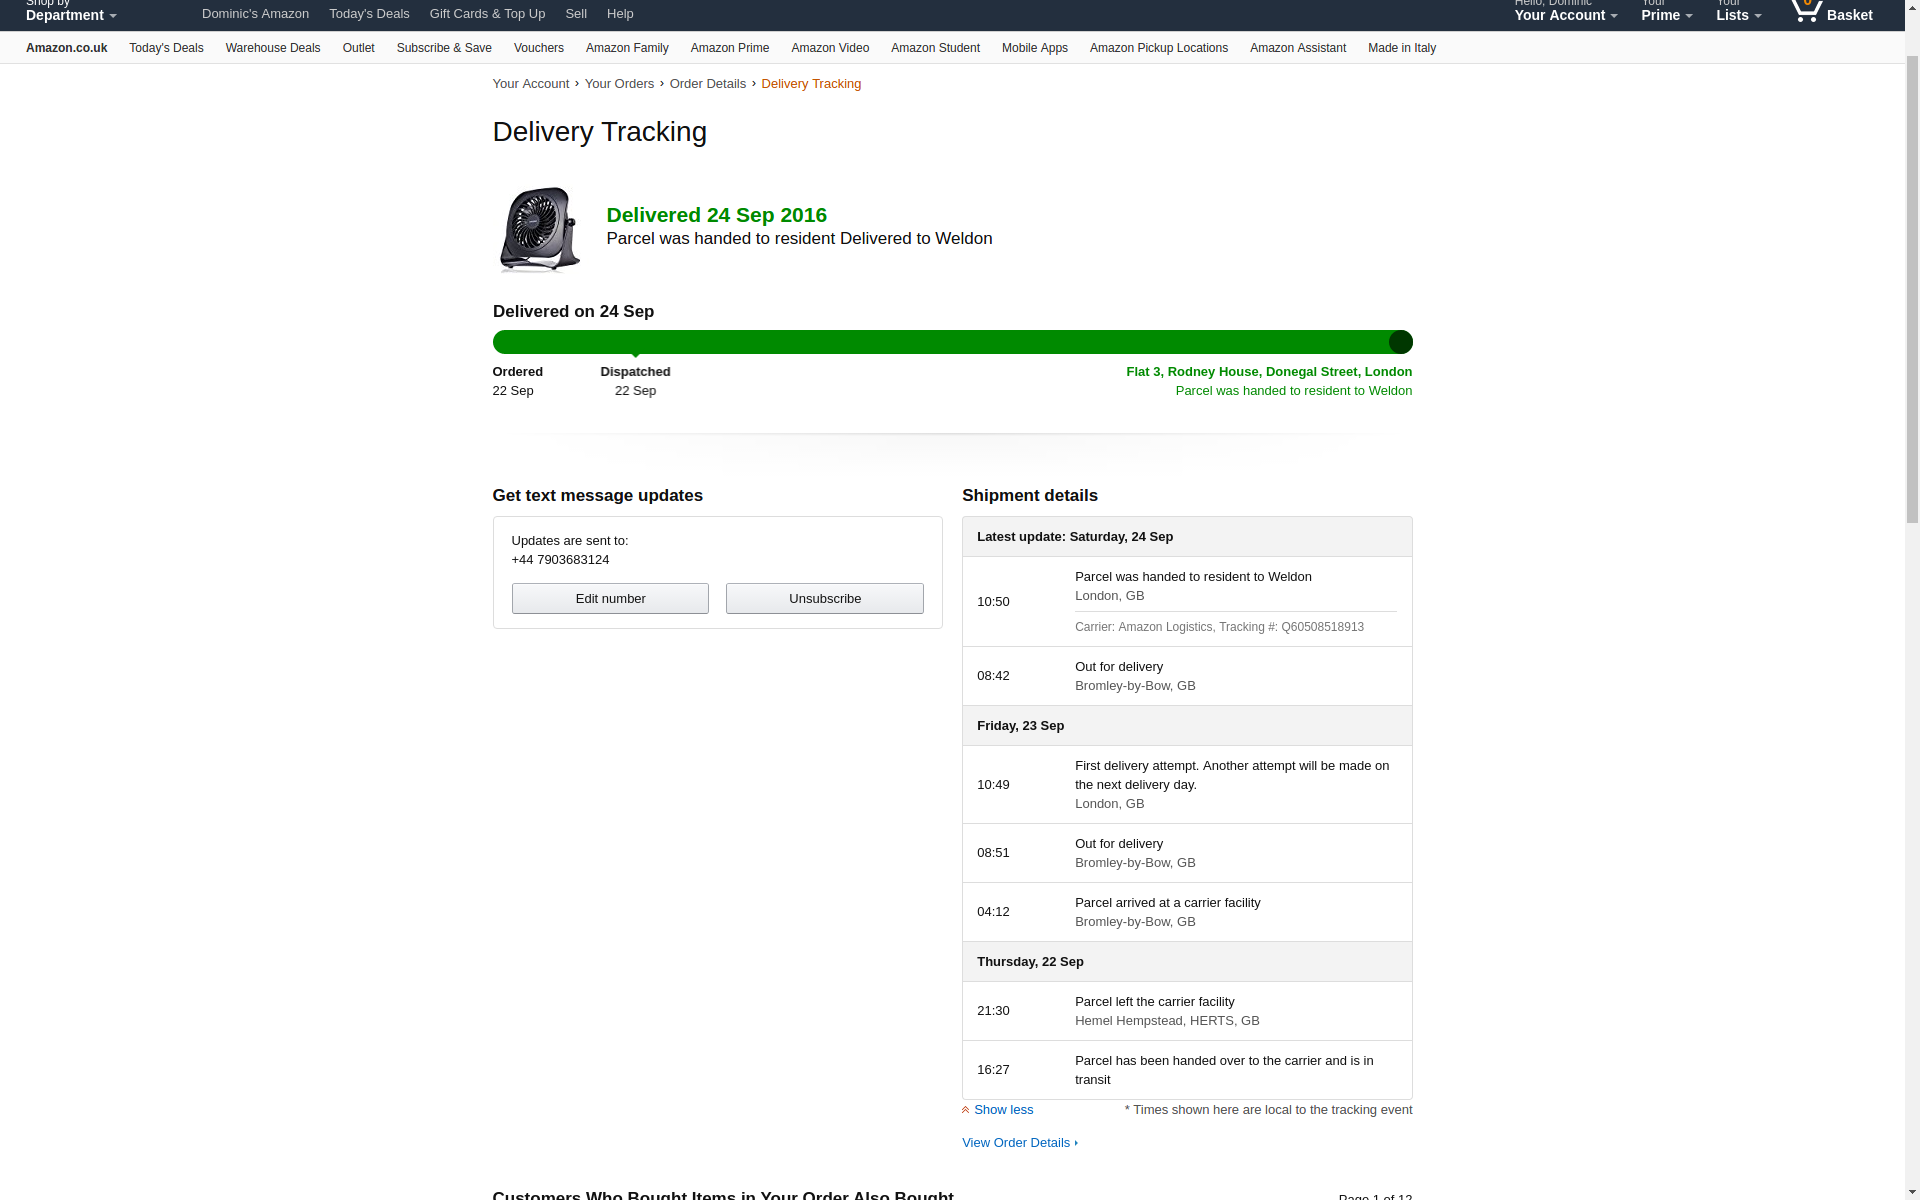 Shop by
Department
Dominic's Amazon
Today's Deals
Gift Cards & Top Up
Sell
Help
Hello, Dominic
Your Account
Your
Prime
Your
Lists
0
Basket
Amazon.co.uk
Today's Deals
Warehouse Deals
Outlet
Subscribe & Save
Vouchers
Amazon Family
Amazon Prime
Amazon Video
Amazon Student
Mobile Apps
Amazon Pickup Locations
Amazon Assistant
Made in Italy
Your Account › Your Orders › Order Details › Delivery Tracking
Delivery Tracking
Delivered 24 Sep 2016
Parcel was handed to resident Delivered to Weldon
Delivered on 24 Sep
Ordered
22 Sep
Dispatched
22 Sep
Flat 3, Rodney House, Donegal Street, London
Parcel was handed to resident to Weldon
Get text message updates
Updates are sent to:
+44 7903683124
Edit number
Unsubscribe
Shipment details
Latest update: Saturday, 24 Sep
10:50
Parcel was handed to resident to Weldon
London, GB
Carrier: Amazon Logistics, Tracking #: Q60508518913
08:42
Out for delivery
Bromley-by-Bow, GB
Friday, 23 Sep
10:49
First delivery attempt. Another attempt will be made on
the next delivery day.
London, GB
08:51
Out for delivery
Bromley-by-Bow, GB
04:12
Parcel arrived at a carrier facility
Bromley-by-Bow, GB
Thursday, 22 Sep
21:30
Parcel left the carrier facility
Hemel Hempstead, HERTS, GB
16:27
Parcel has been handed over to the carrier and is in
transit
Show less
* Times shown here are local to the tracking event
View Order Details
Customers Who Bought Items in Your Order Also Bought
Page 1 of 12